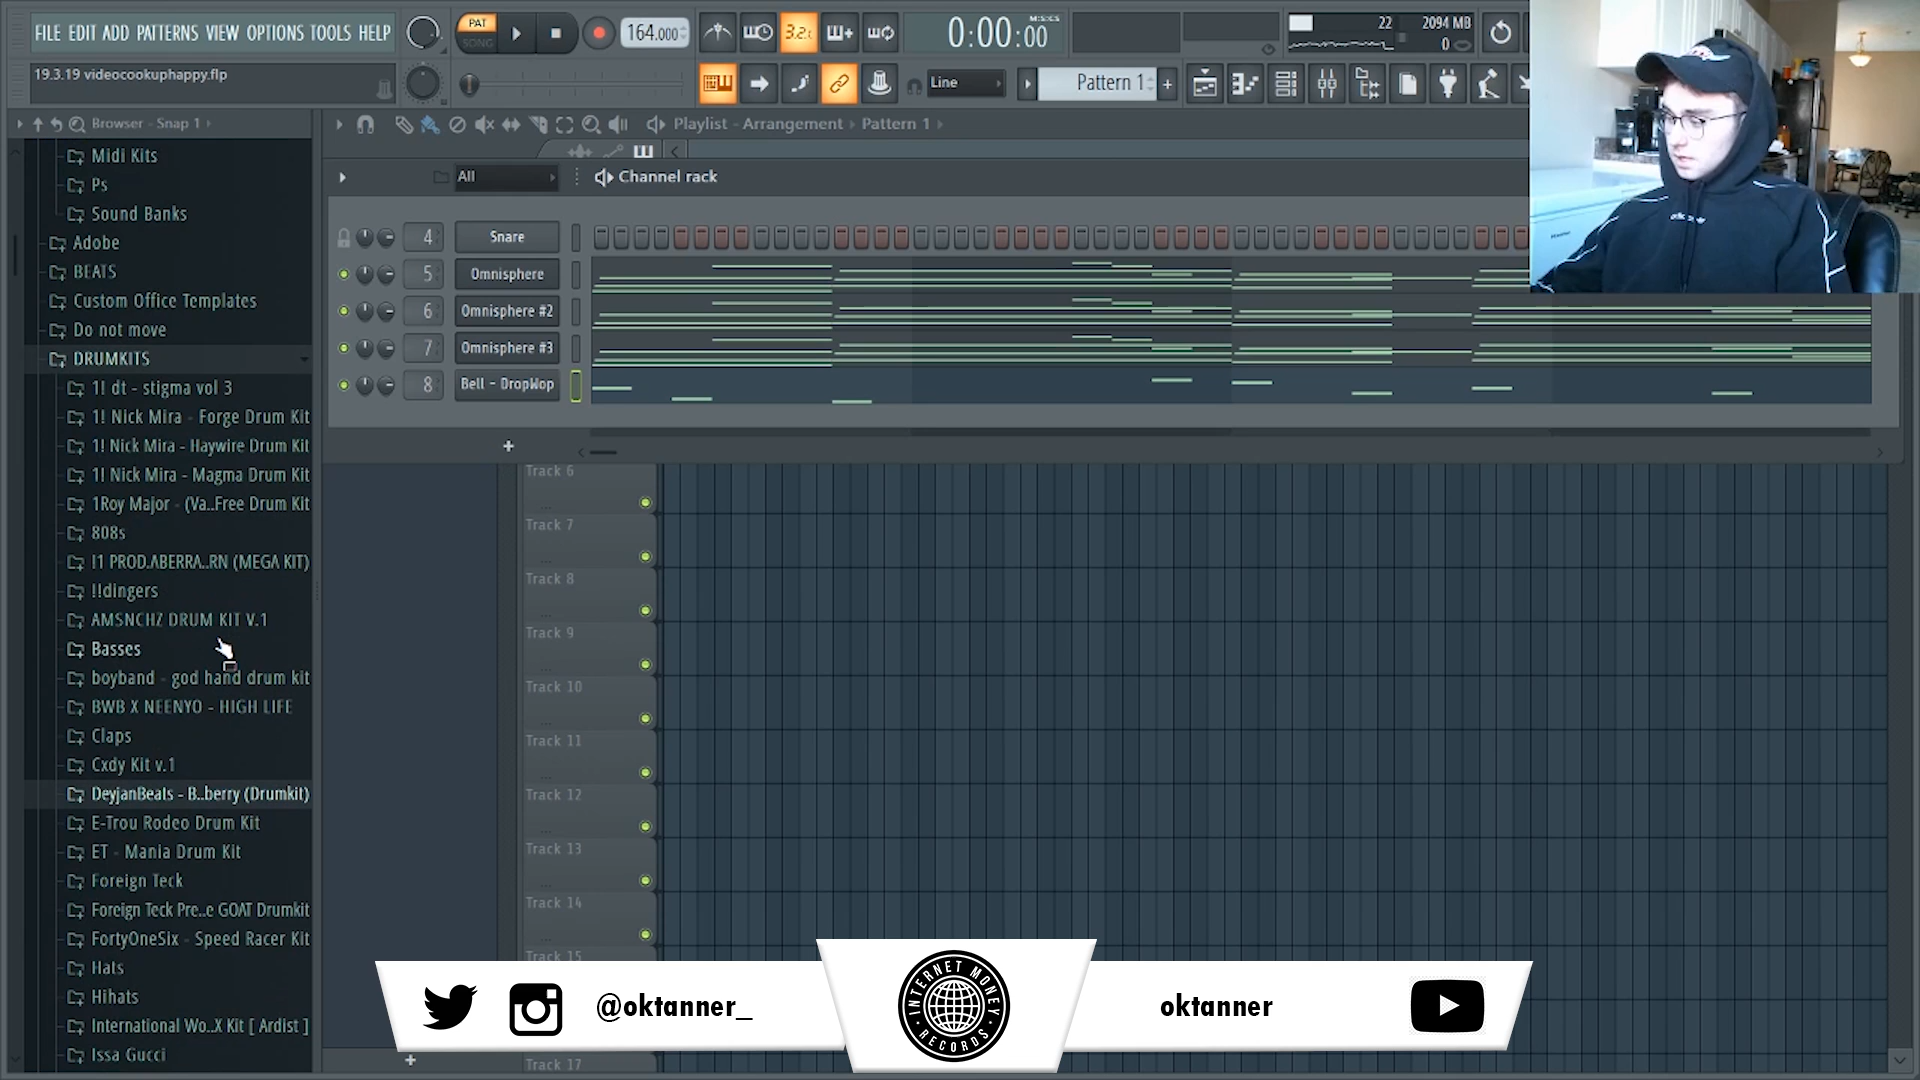 FILE EDIT ADD PATTERNS VIEW OPTIONS TOOLS HELP
PAT
SONG
164.000
3.2.
0:00:00
M:S:CS
22
2094 MB
0
19.3.19 videocookuphappy.flp
Line
Pattern 1
Browser - Snap 1
Playlist - Arrangement
Pattern 1
All
Channel rack
4 Snare
5 Omnisphere
6 Omnisphere #2
7 Omnisphere #3
8 Bell - DropWop
Midi Kits
Ps
Sound Banks
Adobe
BEATS
Custom Office Templates
Do not move
DRUMKITS
1! dt - stigma vol 3
1! Nick Mira - Forge Drum Kit
1! Nick Mira - Haywire Drum Kit
1! Nick Mira - Magma Drum Kit
1Roy Major - (Va..Free Drum Kit
808s
!1 PROD.ABERRA..RN (MEGA KIT)
!!dingers
AMSNCHZ DRUM KIT V.1
Basses
boyband - god hand drum kit
BWB X NEENYO - HIGH LIFE
Claps
Cxdy Kit v.1
DeyjanBeats - B..berry (Drumkit)
E-Trou Rodeo Drum Kit
ET - Mania Drum Kit
Foreign Teck
Foreign Teck Pre..e GOAT Drumkit
FortyOneSix - Speed Racer Kit
Hats
Hihats
International Wo..X Kit [ Ardist ]
Issa Gucci
Track 6
Track 7
Track 8
Track 9
Track 10
Track 11
Track 12
Track 13
Track 14
Track 15
Track 17
@oktanner_
INTERNET MONEY
RECORDS
oktanner